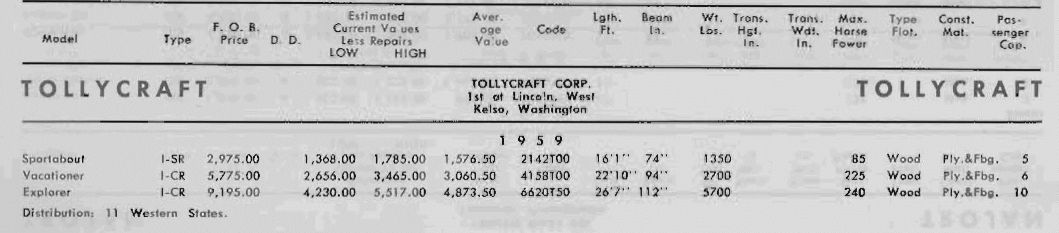 Model Type F. O. B. Price D. D. Estimated Current Values Less Repairs LOW HIGH Average Value Code Lgth. Ft. Beam In. Wt. Lbs. Trans. Hgt. In. Trans. Wdt. In. Max. Horse Power Type Flot. Const. Mat. Passenger Cap.
TOLLYCRAFT TOLLYCRAFT CORP. TOLLYCRAFT
1st at Lincoln, West
Kelso, Washington
1 9 5 9
Sportabout I-SR 2,975.00 1,368.00 1,785.00 1,576.50 2142T00 16'1" 74" 1350 85 Wood Ply.&Fbg. 5
Vacationer I-CR 5,775.00 2,656.00 3,465.00 3,060.50 4158T00 22'10" 94" 2700 225 Wood Ply.&Fbg. 6
Explorer I-CR 9,195.00 4,230.00 5,517.00 4,873.50 6620T50 26'7" 112" 5700 240 Wood Ply.&Fbg. 10
Distribution: 11 Western States.